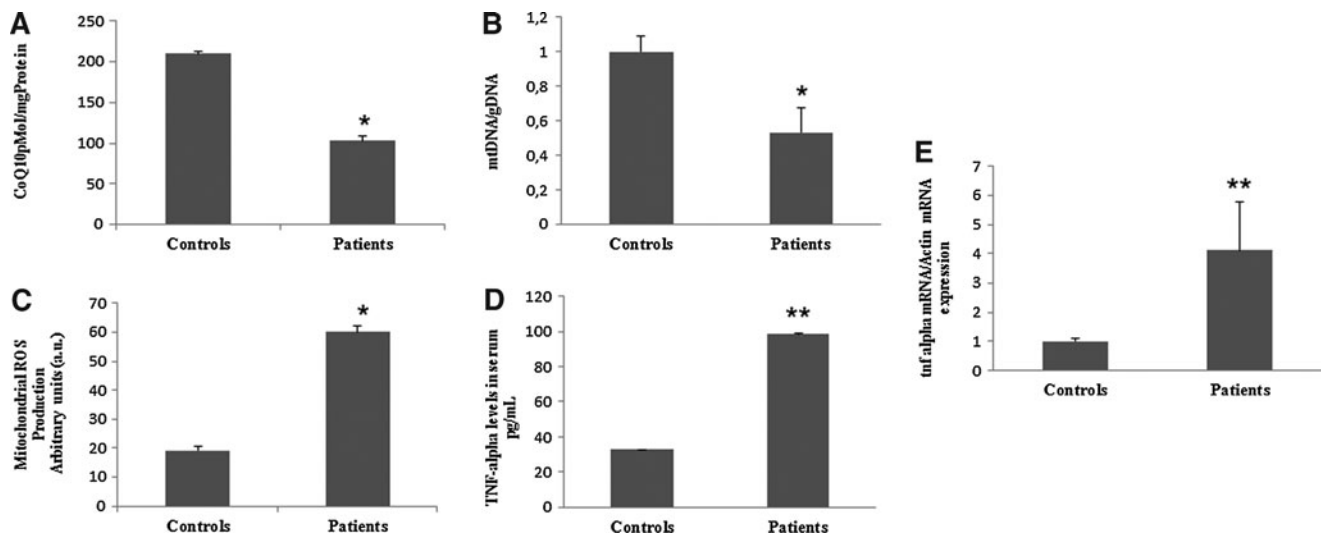 A
CoQ10pMol/mgProtein
250
200
150
100
50
0
*
Controls
Patients
B
mtDNA/gDNA
1,2
1
0,8
0,6
0,4
0,2
0
*
Controls
Patients
C
Mitochondrial ROS
Production
Arbitrary units (a.u.)
70
60
50
40
30
20
10
0
*
Controls
Patients
D
TNF-alpha levels in serum
pg/mL
120
100
80
60
40
20
0
**
Controls
Patients
E
tnf alpha mRNA/Actin mRNA
expression
7
6
5
4
3
2
1
0
**
Controls
Patients